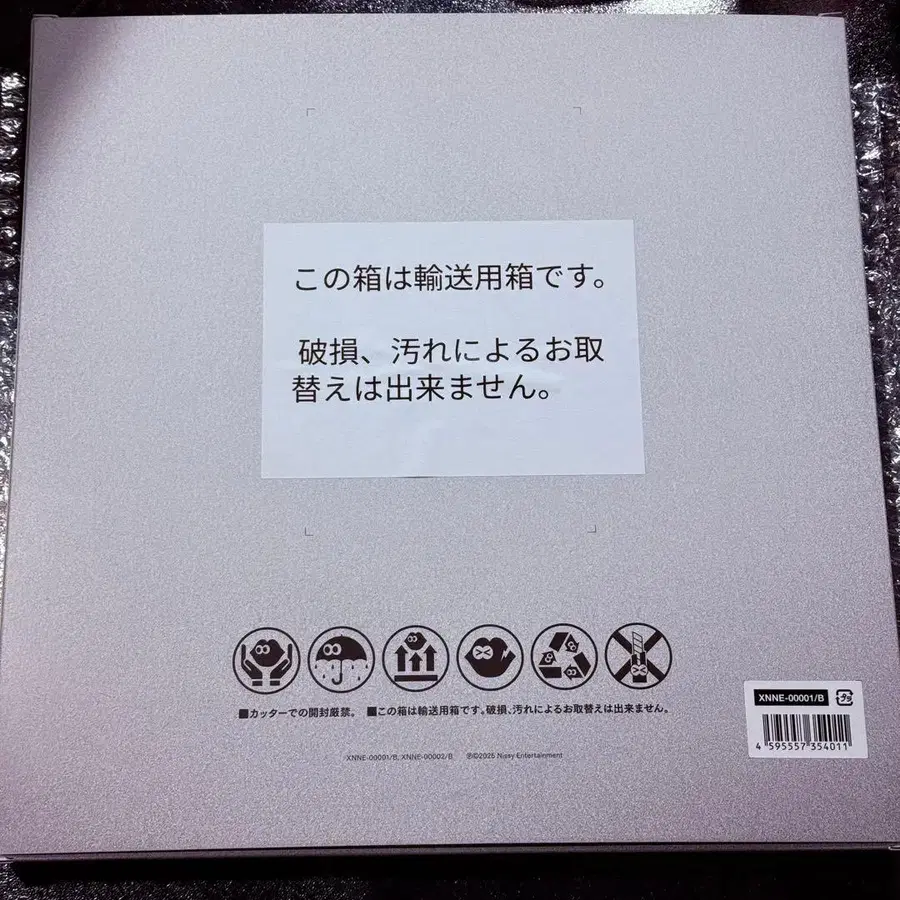 この箱は輸送用箱です。
破損、汚れによるお取
替えは出来ません。
■カッターでの開封厳禁。 ■この箱は輸送用箱です。破損、汚れによるお取替えは出来ません。
XNNE-00001/B, XNNE-00002/B ℗©2025 Nissy Entertainment
XNNE-00001/B
4 595557 354011